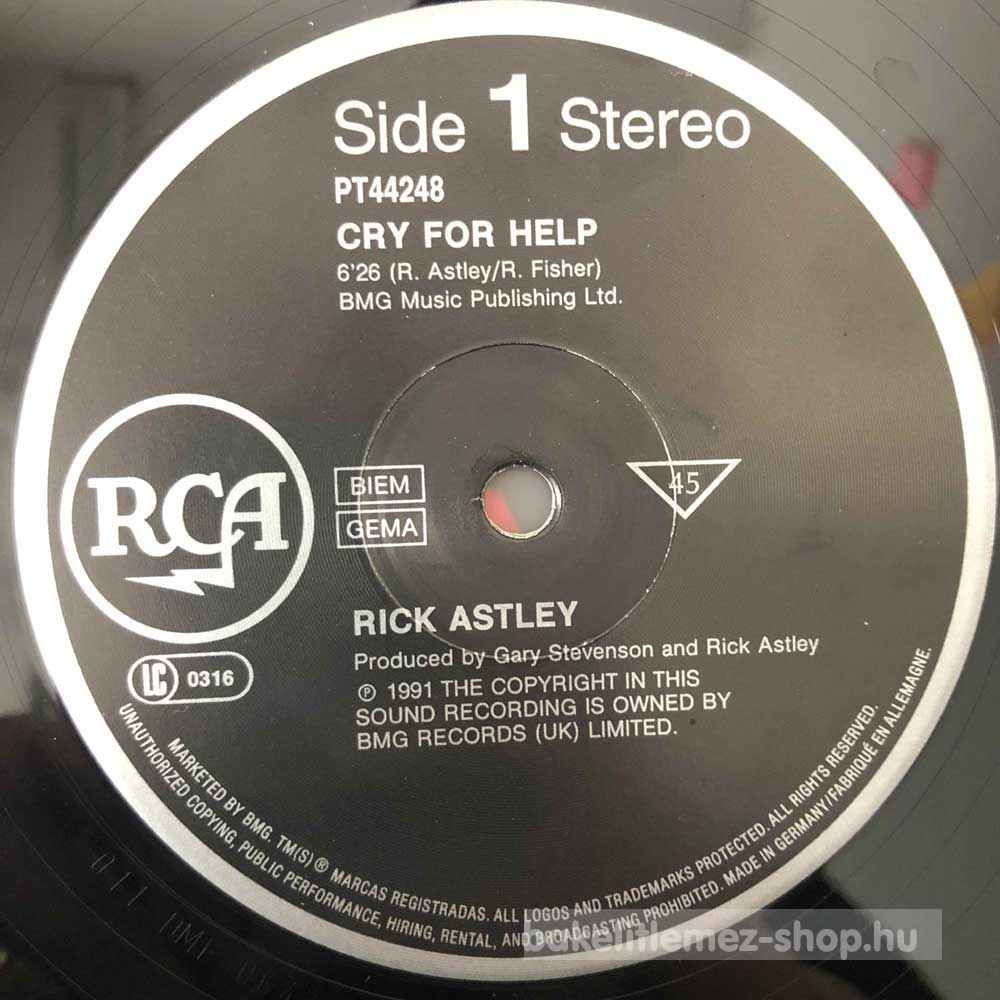 Side 1 Stereo
PT44248
CRY FOR HELP
6'26 (R. Astley/R. Fisher)
BMG Music Publishing Ltd.
RCA
BIEM
GEMA
45
RICK ASTLEY
Produced by Gary Stevenson and Rick Astley
℗ 1991 THE COPYRIGHT IN THIS
SOUND RECORDING IS OWNED BY
BMG RECORDS (UK) LIMITED.
LC 0316
MARKETED BY BMG. TM(S) ® MARCAS REGISTRADAS. ALL LOGOS AND TRADEMARKS PROTECTED. ALL RIGHTS RESERVED.
UNAUTHORIZED COPYING, PUBLIC PERFORMANCE, HIRING, RENTAL, AND BROADCASTING PROHIBITED. MADE IN GERMANY/FABRIQUÉ EN ALLEMAGNE.
bakelitlemez-shop.hu